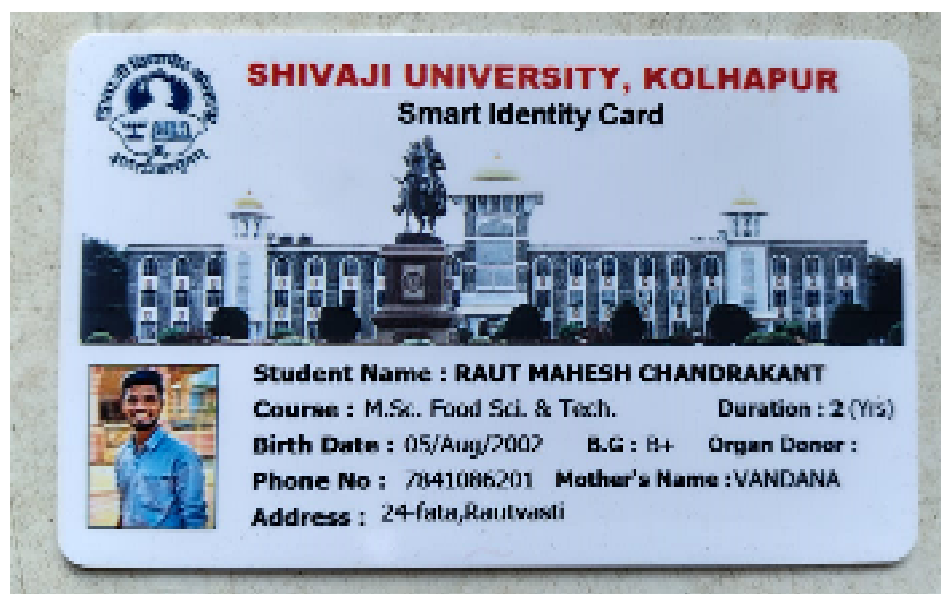 SHIVAJI UNIVERSITY, KOLHAPUR
Smart Identity Card
Student Name : RAUT MAHESH CHANDRAKANT
Course : M.Sc. Food Sci. & Tech. Duration : 2 (Yrs)
Birth Date : 05/Aug/2002 B.G : B+ Organ Donor :
Phone No : 7841086201 Mother's Name : VANDANA
Address : 24-fata,Rautvasti